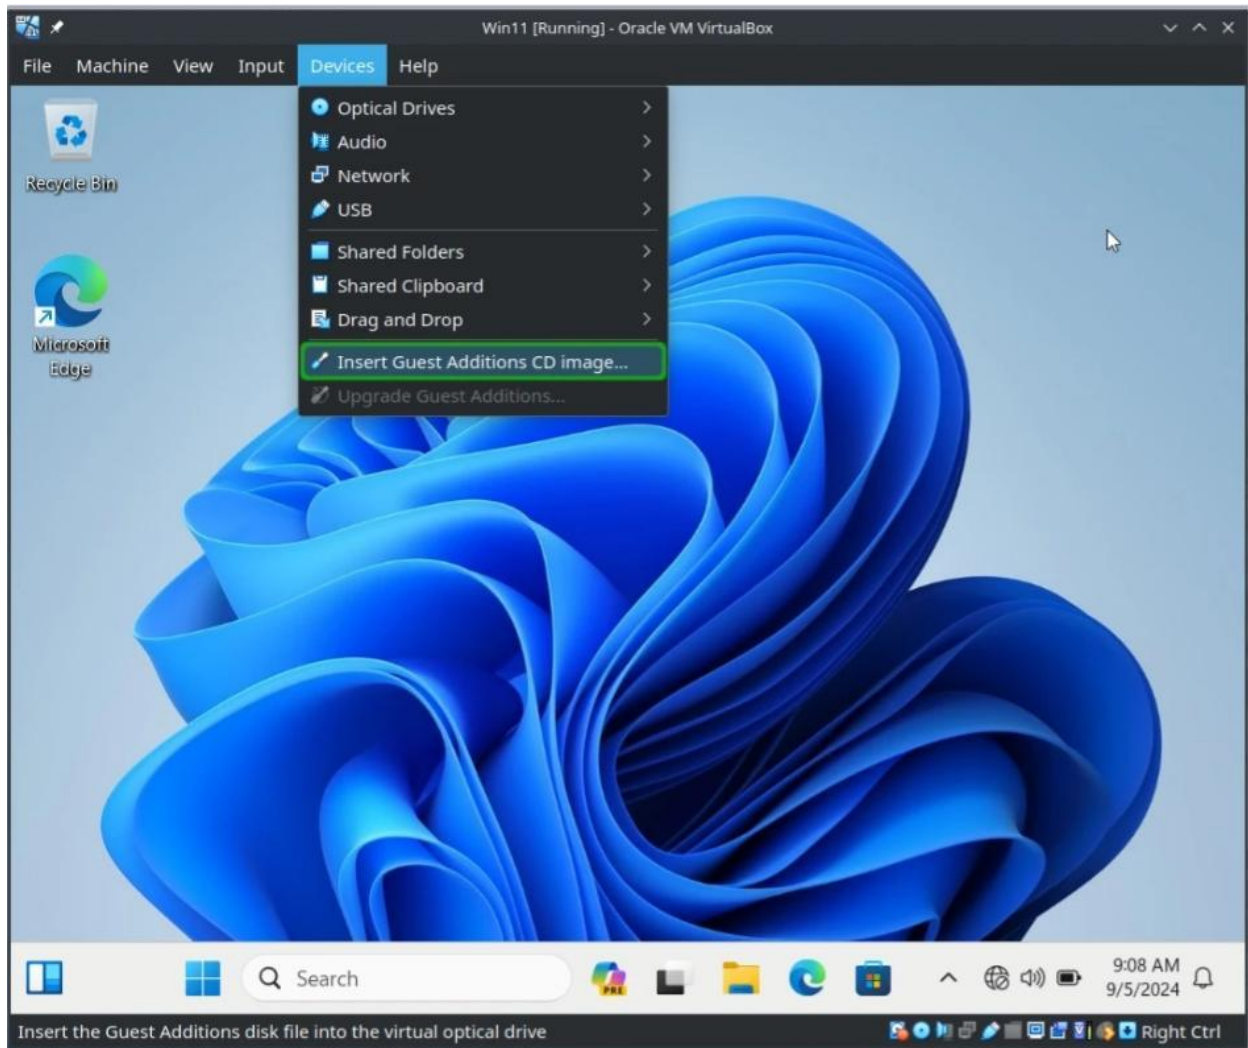 Win11 [Running] - Oracle VM VirtualBox
File Machine View Input Devices Help
Optical Drives
Audio
Network
USB
Shared Folders
Shared Clipboard
Drag and Drop
Insert Guest Additions CD image...
Upgrade Guest Additions...
Recycle Bin
Microsoft
Edge
Search
PRE
9:08 AM
9/5/2024
Insert the Guest Additions disk file into the virtual optical drive
Right Ctrl